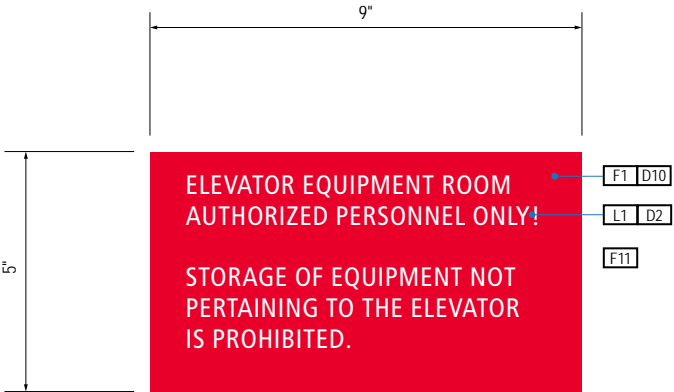 9"
5"
ELEVATOR EQUIPMENT ROOM
AUTHORIZED PERSONNEL ONLY!
STORAGE OF EQUIPMENT NOT
PERTAINING TO THE ELEVATOR
IS PROHIBITED.
F1 D10
L1 D2
F11